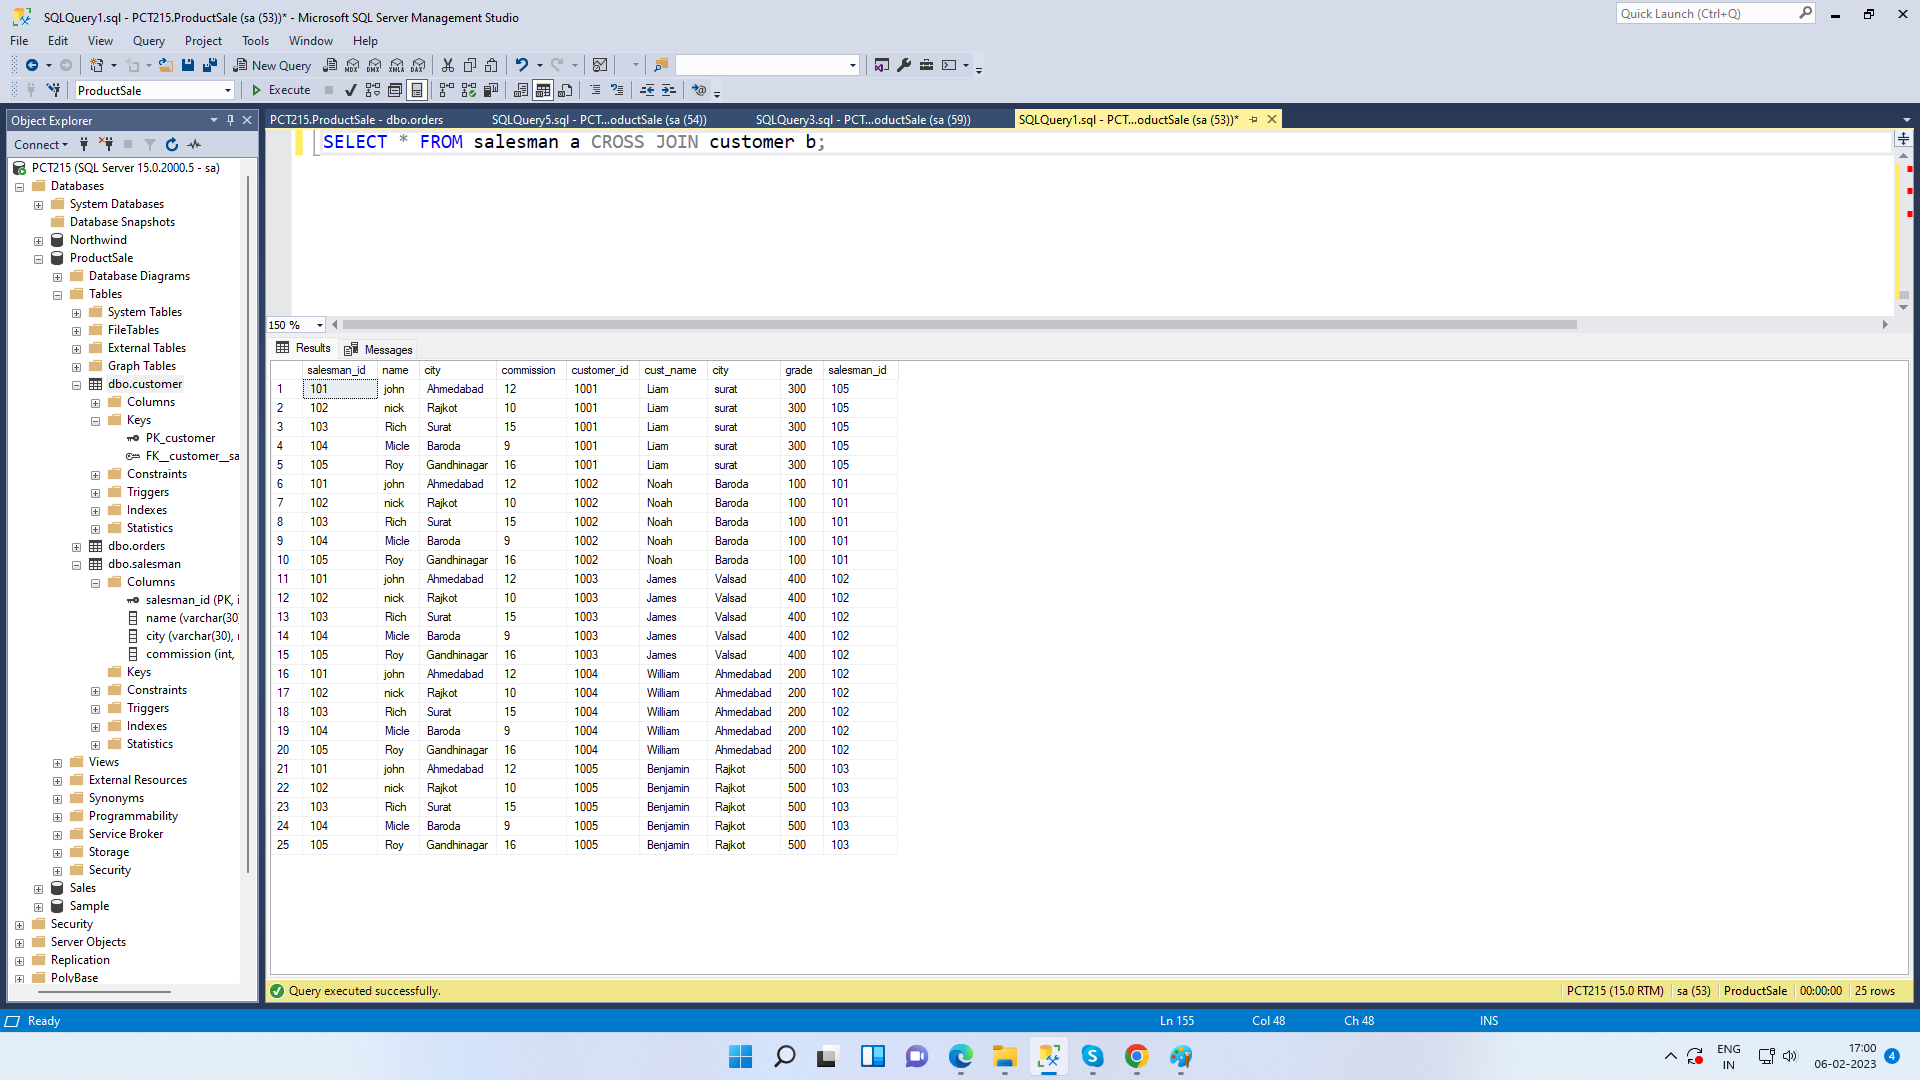 SQLQuery1.sql - PCT215.ProductSale (sa (53))* - Microsoft SQL Server Management Studio
Quick Launch (Ctrl+Q)
File Edit View Query Project Tools Window Help
New Query MDX DMX XMLA DAX
ProductSale Execute
Object Explorer
PCT215.ProductSale - dbo.orders SQLQuery5.sql - PCT...oductSale (sa (54)) SQLQuery3.sql - PCT...oductSale (sa (59)) SQLQuery1.sql - PCT...oductSale (sa (53))*
Connect
PCT215 (SQL Server 15.0.2000.5 - sa)
Databases
System Databases
Database Snapshots
Northwind
ProductSale
Database Diagrams
Tables
System Tables
FileTables
External Tables
Graph Tables
dbo.customer
Columns
Keys
PK_customer
FK__customer__sa
Constraints
Triggers
Indexes
Statistics
dbo.orders
dbo.salesman
Columns
salesman_id (PK, i
name (varchar(30)
city (varchar(30), n
commission (int,
Keys
Constraints
Triggers
Indexes
Statistics
Views
External Resources
Synonyms
Programmability
Service Broker
Storage
Security
Sales
Sample
Security
Server Objects
Replication
PolyBase
SELECT * FROM salesman a CROSS JOIN customer b;
150 %
Results Messages
salesman_id name city commission customer_id cust_name city grade salesman_id
1 101 john Ahmedabad 12 1001 Liam surat 300 105
2 102 nick Rajkot 10 1001 Liam surat 300 105
3 103 Rich Surat 15 1001 Liam surat 300 105
4 104 Micle Baroda 9 1001 Liam surat 300 105
5 105 Roy Gandhinagar 16 1001 Liam surat 300 105
6 101 john Ahmedabad 12 1002 Noah Baroda 100 101
7 102 nick Rajkot 10 1002 Noah Baroda 100 101
8 103 Rich Surat 15 1002 Noah Baroda 100 101
9 104 Micle Baroda 9 1002 Noah Baroda 100 101
10 105 Roy Gandhinagar 16 1002 Noah Baroda 100 101
11 101 john Ahmedabad 12 1003 James Valsad 400 102
12 102 nick Rajkot 10 1003 James Valsad 400 102
13 103 Rich Surat 15 1003 James Valsad 400 102
14 104 Micle Baroda 9 1003 James Valsad 400 102
15 105 Roy Gandhinagar 16 1003 James Valsad 400 102
16 101 john Ahmedabad 12 1004 William Ahmedabad 200 102
17 102 nick Rajkot 10 1004 William Ahmedabad 200 102
18 103 Rich Surat 15 1004 William Ahmedabad 200 102
19 104 Micle Baroda 9 1004 William Ahmedabad 200 102
20 105 Roy Gandhinagar 16 1004 William Ahmedabad 200 102
21 101 john Ahmedabad 12 1005 Benjamin Rajkot 500 103
22 102 nick Rajkot 10 1005 Benjamin Rajkot 500 103
23 103 Rich Surat 15 1005 Benjamin Rajkot 500 103
24 104 Micle Baroda 9 1005 Benjamin Rajkot 500 103
25 105 Roy Gandhinagar 16 1005 Benjamin Rajkot 500 103
Query executed successfully. PCT215 (15.0 RTM) sa (53) ProductSale 00:00:00 25 rows
Ready Ln 155 Col 48 Ch 48 INS
ENG
IN
17:00
06-02-2023
4